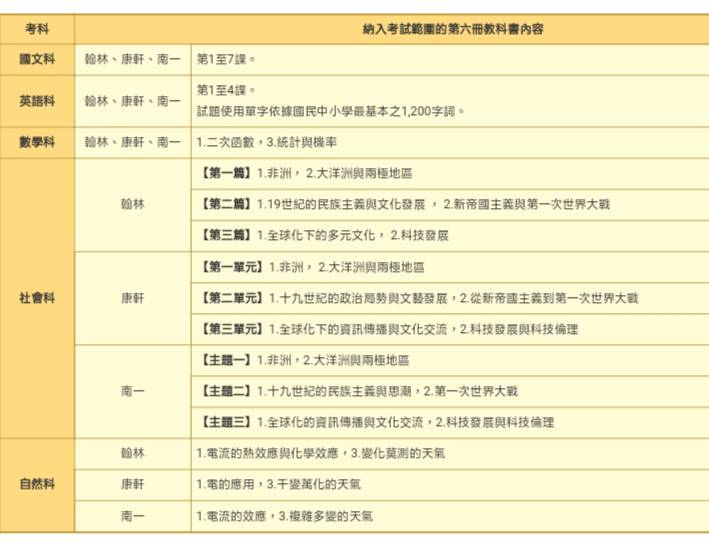 考科 納入考試範圍的第六冊教科書內容
國文科 翰林、康軒、南一 第1至7課。
英語科 翰林、康軒、南一 第1至4課。
試題使用單字依據國民中小學最基本之1,200字詞。
數學科 翰林、康軒、南一 1.二次函數，3.統計與機率
社會科 翰林 【第一篇】1.非洲， 2.大洋洲與兩極地區
【第二篇】1.19世紀的民族主義與文化發展 ， 2.新帝國主義與第一次世界大戰
【第三篇】1.全球化下的多元文化， 2.科技發展
康軒 【第一單元】1.非洲， 2.大洋洲與兩極地區
【第二單元】1.十九世紀的政治局勢與文藝發展，2.從新帝國主義到第一次世界大戰
【第三單元】1.全球化下的資訊傳播與文化交流，2.科技發展與科技倫理
南一 【主題一】1.非洲，2.大洋洲與兩極地區
【主題二】1.十九世紀的民族主義與思潮，2.第一次世界大戰
【主題三】1.全球化的資訊傳播與文化交流，2.科技發展與科技倫理
自然科 翰林 1.電流的熱效應與化學效應，3.變化莫測的天氣
康軒 1.電的應用，3.千變萬化的天氣
南一 1.電流的效應，3.複雜多變的天氣